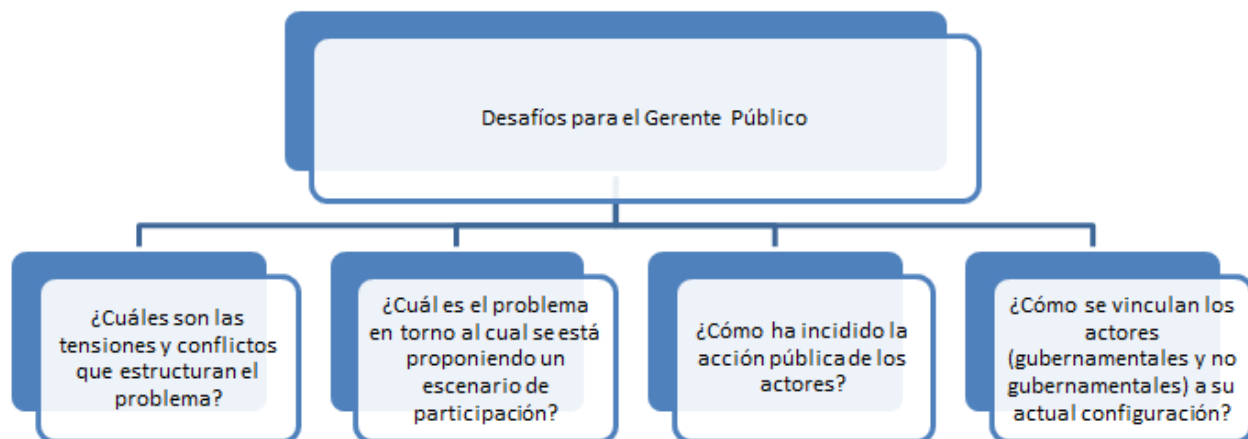 Desafíos para el Gerente Público
¿Cuáles son las
tensiones y conflictos
que estructuran el
problema?
¿Cuál es el problema
en torno al cual se está
proponiendo un
escenario de
participación?
¿Cómo ha incidido la
acción pública de los
actores?
¿Cómo se vinculan los
actores
(gubernamentales y no
gubernamentales) a su
actual configuración?